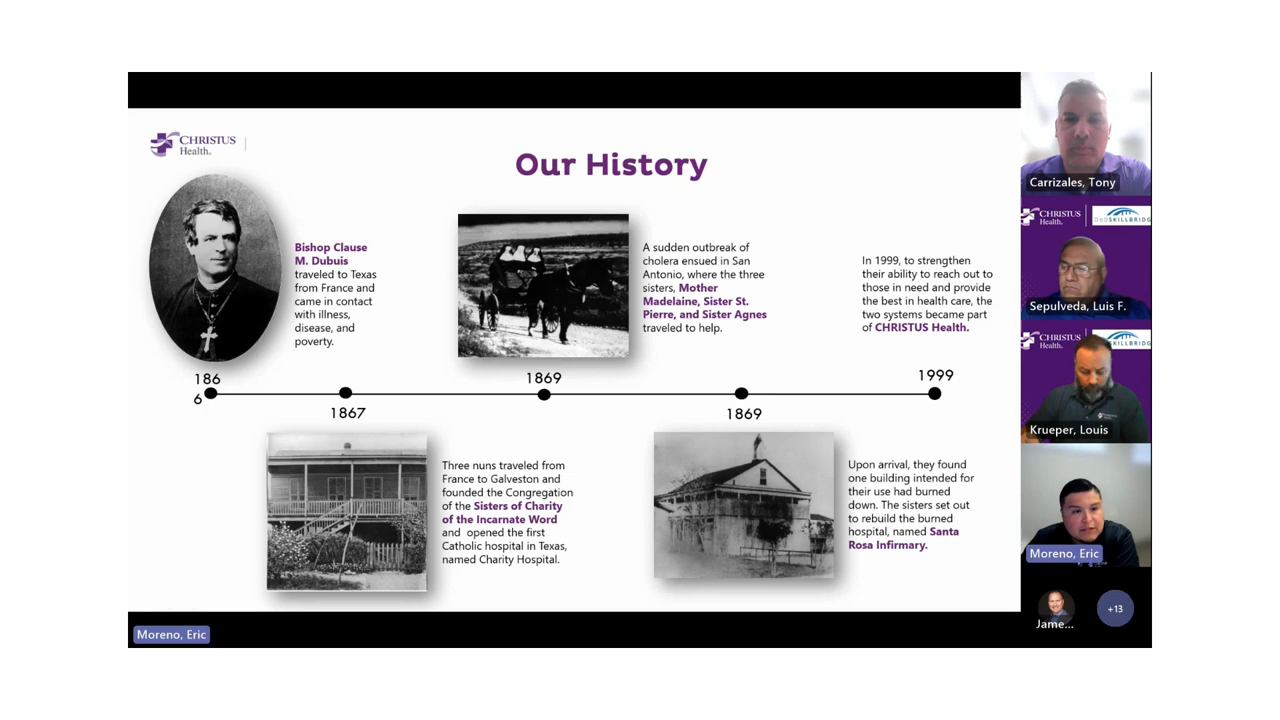 CHRISTUS
Health.
Our History
Bishop Clause
M. Dubuis
traveled to Texas
from France and
came in contact
with illness,
disease, and
poverty.
A sudden outbreak of
cholera ensued in San
Antonio, where the three
sisters, Mother
Madelaine, Sister St.
Pierre, and Sister Agnes
traveled to help.
In 1999, to strengthen
their ability to reach out to
those in need and provide
the best in health care, the
two systems became part
of CHRISTUS Health.
186
6
1867
1869
1869
1999
Three nuns traveled from
France to Galveston and
founded the Congregation
of the Sisters of Charity
of the Incarnate Word
and opened the first
Catholic hospital in Texas,
named Charity Hospital.
Upon arrival, they found
one building intended for
their use had burned
down. The sisters set out
to rebuild the burned
hospital, named Santa
Rosa Infirmary.
Carrizales, Tony
CHRISTUS
Health.
DoDSKILLBRIDG
Sepulveda, Luis F.
CHRISTUS
Health.
SKILLBRIDG
Krueper, Louis
Moreno, Eric
Jame...
+13
Moreno, Eric